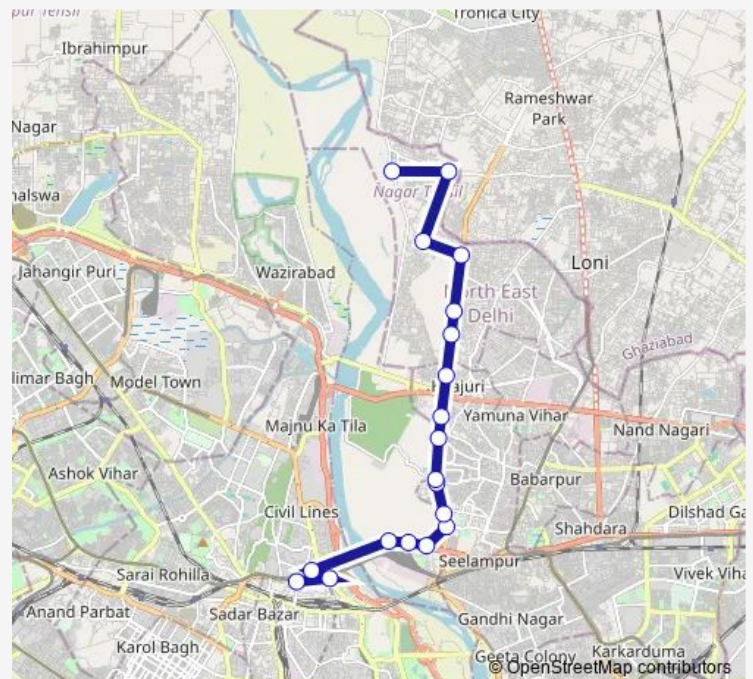 Tronica City
Ibrahimpur
Rameshwar
Park
Nagar
Jahangir Puri
Wazirabad
Loni
North East
Delhi
Ghaziabad
Model Town
Yamuna Vihar
Majnu Ka Tila
Nand Nagari
Ashok Vihar
Babarpur
Civil Lines
Shahdara
Seelampur
Sarai Rohilla
Anand Parbat
Sadar Bazar
Gandhi Nagar
Karol Bagh
Geeta Colony
Karkarduma
© OpenStreetMap contributors